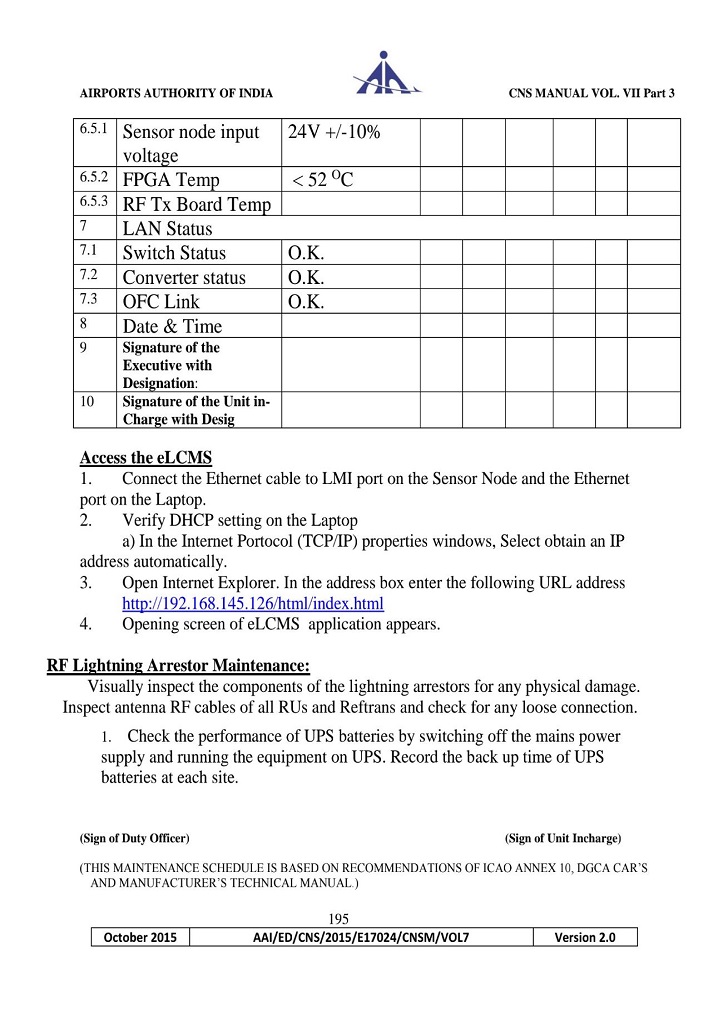 AIRPORTS AUTHORITY OF INDIA CNS MANUAL VOL. VII Part 3
6.5.1 Sensor node input 24V +/-10%
voltage
6.5.2 FPGA Temp < 52 ᴼC
6.5.3 RF Tx Board Temp
7 LAN Status
7.1 Switch Status O.K.
7.2 Converter status O.K.
7.3 OFC Link O.K.
8 Date & Time
9 Signature of the
Executive with
Designation:
10 Signature of the Unit in-
Charge with Desig
Access the eLCMS
1. Connect the Ethernet cable to LMI port on the Sensor Node and the Ethernet
port on the Laptop.
2. Verify DHCP setting on the Laptop
a) In the Internet Portocol (TCP/IP) properties windows, Select obtain an IP
address automatically.
3. Open Internet Explorer. In the address box enter the following URL address
http://192.168.145.126/html/index.html
4. Opening screen of eLCMS application appears.
RF Lightning Arrestor Maintenance:
Visually inspect the components of the lightning arrestors for any physical damage.
Inspect antenna RF cables of all RUs and Reftrans and check for any loose connection.
1. Check the performance of UPS batteries by switching off the mains power
supply and running the equipment on UPS. Record the back up time of UPS
batteries at each site.
(Sign of Duty Officer) (Sign of Unit Incharge)
(THIS MAINTENANCE SCHEDULE IS BASED ON RECOMMENDATIONS OF ICAO ANNEX 10, DGCA CAR'S
AND MANUFACTURER'S TECHNICAL MANUAL.)
195
October 2015 AAI/ED/CNS/2015/E17024/CNSM/VOL7 Version 2.0